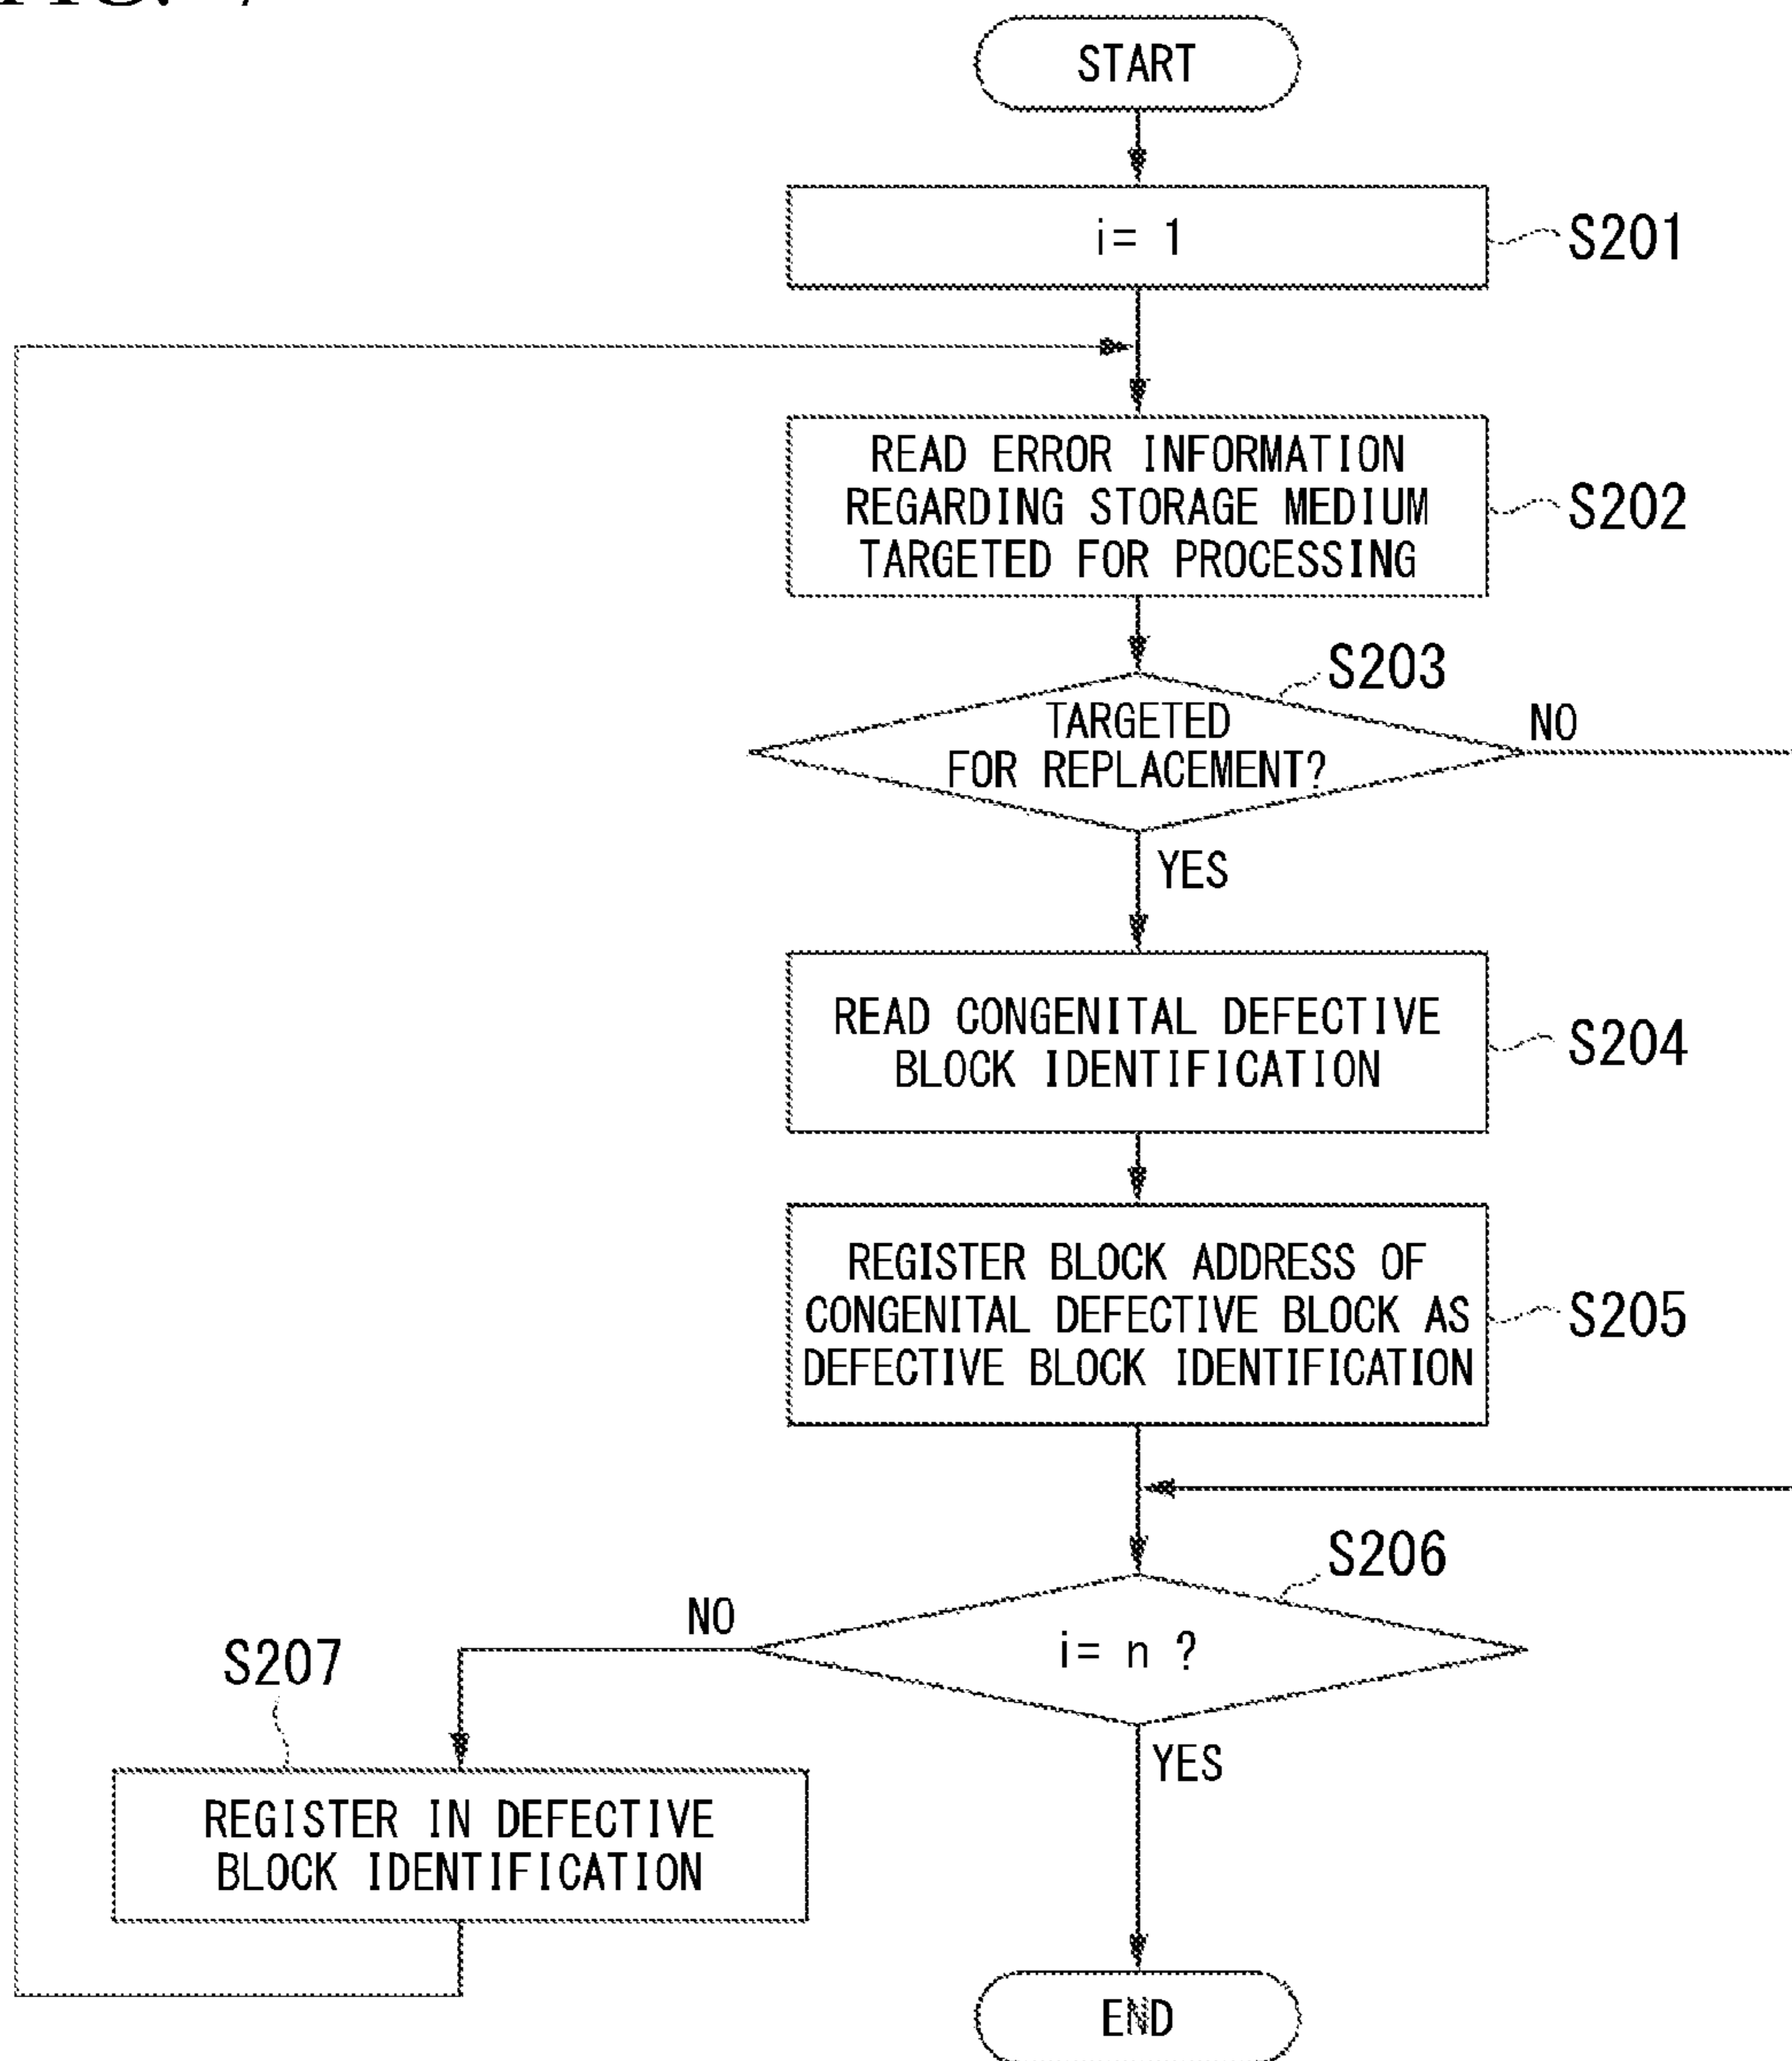 START
i= 1
S201
READ ERROR INFORMATION
REGARDING STORAGE MEDIUM
TARGETED FOR PROCESSING
S202
S203
TARGETED
FOR REPLACEMENT?
NO
YES
READ CONGENITAL DEFECTIVE
BLOCK IDENTIFICATION
S204
REGISTER BLOCK ADDRESS OF
CONGENITAL DEFECTIVE BLOCK AS
DEFECTIVE BLOCK IDENTIFICATION
S205
S206
NO
i= n ?
S207
YES
REGISTER IN DEFECTIVE
BLOCK IDENTIFICATION
END